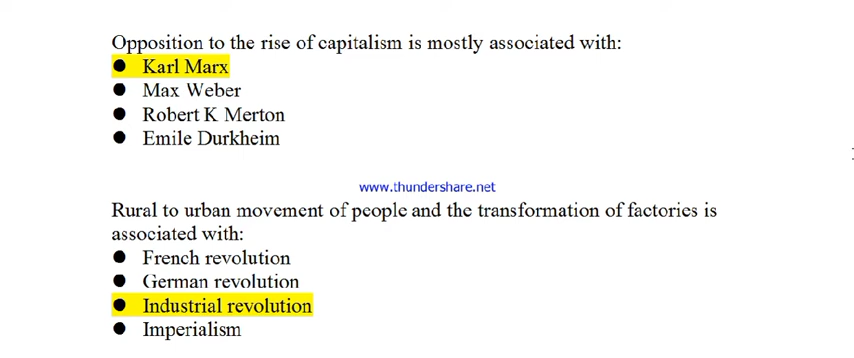 Opposition to the rise of capitalism is mostly associated with:
● Karl Marx
● Max Weber
● Robert K Merton
● Emile Durkheim
www.thundershare.net
Rural to urban movement of people and the transformation of factories is
associated with:
● French revolution
● German revolution
● Industrial revolution
● Imperialism